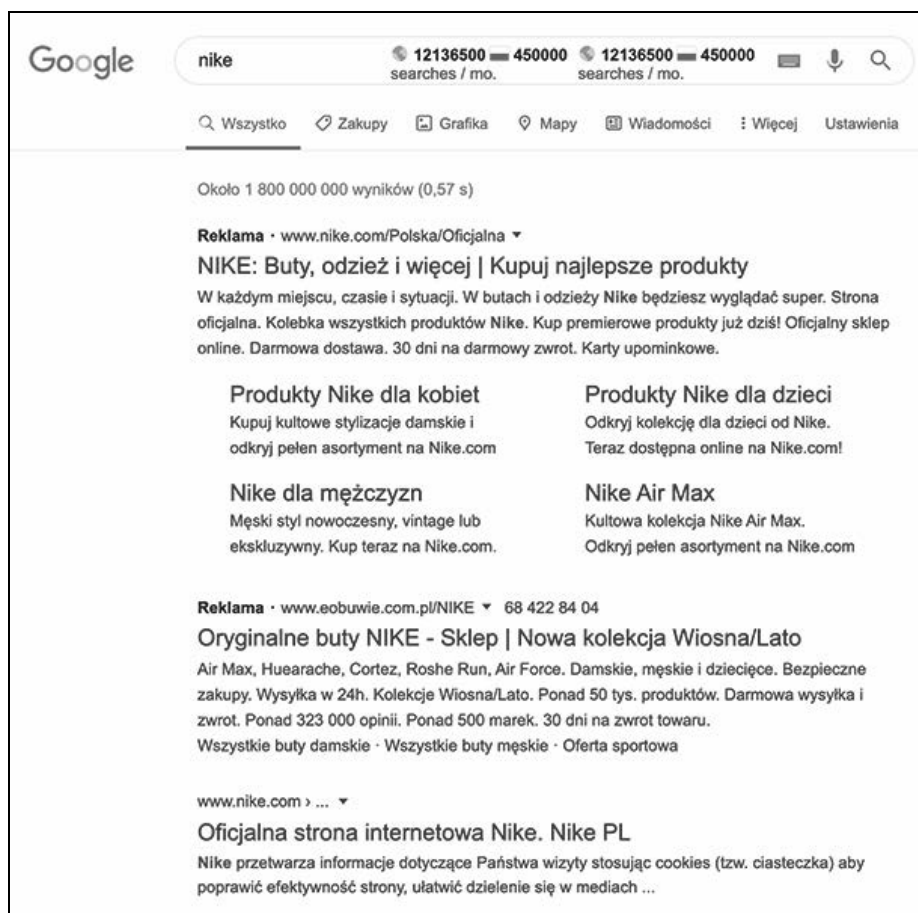 Google
nike 12136500 450000 12136500 450000
searches / mo. searches / mo.
Wszystko Zakupy Grafika Mapy Wiadomości Więcej Ustawienia
Około 1 800 000 000 wyników (0,57 s)
Reklama · www.nike.com/Polska/Oficjalna
NIKE: Buty, odzież i więcej | Kupuj najlepsze produkty
W każdym miejscu, czasie i sytuacji. W butach i odzieży Nike będziesz wyglądać super. Strona
oficjalna. Kolebka wszystkich produktów Nike. Kup premierowe produkty już dziś! Oficjalny sklep
online. Darmowa dostawa. 30 dni na darmowy zwrot. Karty upominkowe.
Produkty Nike dla kobiet
Kupuj kultowe stylizacje damskie i
odkryj pełen asortyment na Nike.com
Produkty Nike dla dzieci
Odkryj kolekcję dla dzieci od Nike.
Teraz dostępna online na Nike.com!
Nike dla mężczyzn
Męski styl nowoczesny, vintage lub
ekskluzywny. Kup teraz na Nike.com.
Nike Air Max
Kultowa kolekcja Nike Air Max.
Odkryj pełen asortyment na Nike.com
Reklama · www.eobuwie.com.pl/NIKE 68 422 84 04
Oryginalne buty NIKE - Sklep | Nowa kolekcja Wiosna/Lato
Air Max, Huearache, Cortez, Roshe Run, Air Force. Damskie, męskie i dziecięce. Bezpieczne
zakupy. Wysyłka w 24h. Kolekcje Wiosna/Lato. Ponad 50 tys. produktów. Darmowa wysyłka i
zwrot. Ponad 323 000 opinii. Ponad 500 marek. 30 dni na zwrot towaru.
Wszystkie buty damskie · Wszystkie buty męskie · Oferta sportowa
www.nike.com › ...
Oficjalna strona internetowa Nike. Nike PL
Nike przetwarza informacje dotyczące Państwa wizyty stosując cookies (tzw. ciasteczka) aby
poprawić efektywność strony, ułatwić dzielenie się w mediach ...